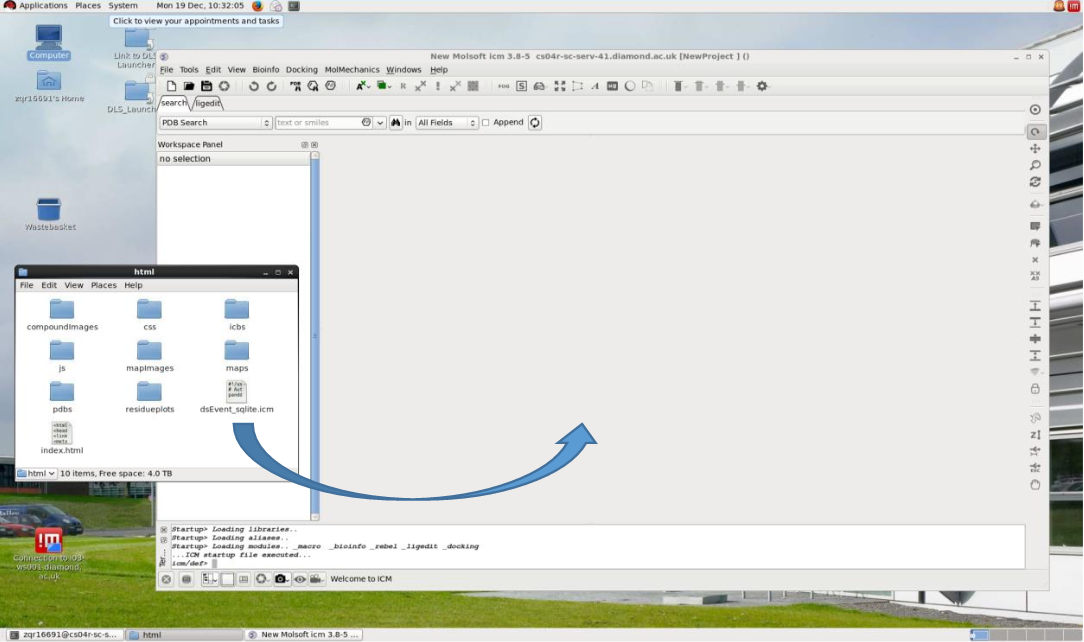 Applications Places System Mon 19 Dec, 10:32:05
Click to view your appointments and tasks
Computer
Link to DLS
Launcher
zqr16691's Home
DLS_Launch
Wastebasket
New Molsoft icm 3.8-5 cs04r-sc-serv-41.diamond.ac.uk [NewProject ] ()
File Tools Edit View Bioinfo Docking MolMechanics Windows Help
search ligedit
PDB Search text or smiles in All Fields Append
Workspace Panel
no selection
html
File Edit View Places Help
compoundImages css icbs
js mapImages maps
pdbs residueplots dsEvent_sqlite.icm
index.html
html 10 items, Free space: 4.0 TB
Startup> Loading libraries..
Startup> Loading aliases..
Startup> Loading modules.. _macro _bioinfo _rebel _ligedit _docking
...ICM startup file executed...
icm/def>
Welcome to ICM
Connection to i03-
ws001.diamond.
ac.uk
zqr16691@cs04r-sc-s... html New Molsoft icm 3.8-5 ...